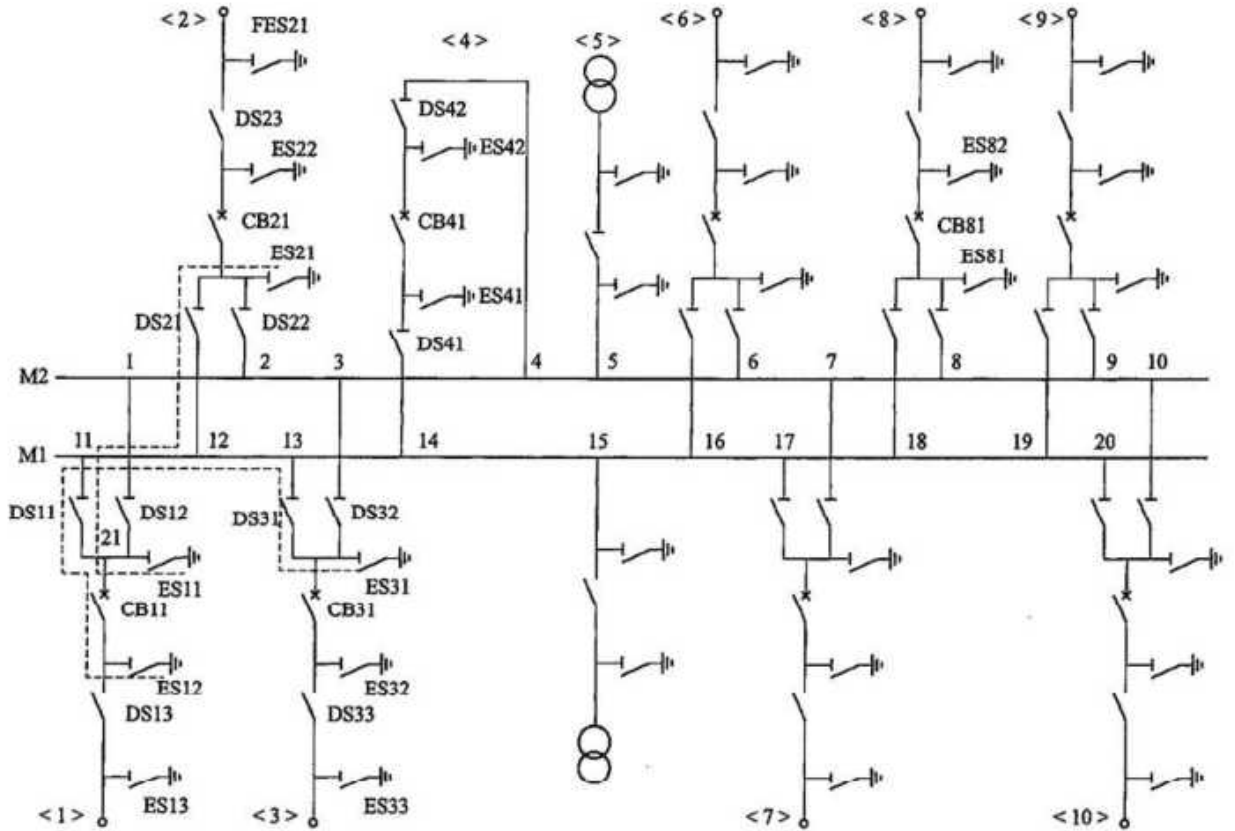 <2> FES21 <4> <5> <6> <8> <9>
DS23 DS42
ES22 ES42 ES82
CB21 CB41 CB81
ES21 ES81
ES41
DS21 DS22 DS41
1 2 3 4 5 6 7 8 9 10
M2
11 12 13 14 15 16 17 18 19 20
M1
DS11 DS12 DS31 DS32
21
ES11 ES31
CB11 CB31
ES12 ES32
DS13 DS33
ES13 ES33
<1> <3> <7> <10>